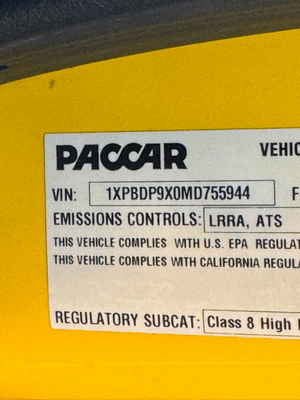 PACCAR
VEHIC
VIN: 1XPBDP9X0MD755944 F
EMISSIONS CONTROLS: LRRA, ATS
THIS VEHICLE COMPLIES WITH U.S. EPA REGULAT
THIS VEHICLE COMPLIES WITH CALIFORNIA REGULA
REGULATORY SUBCAT: Class 8 High